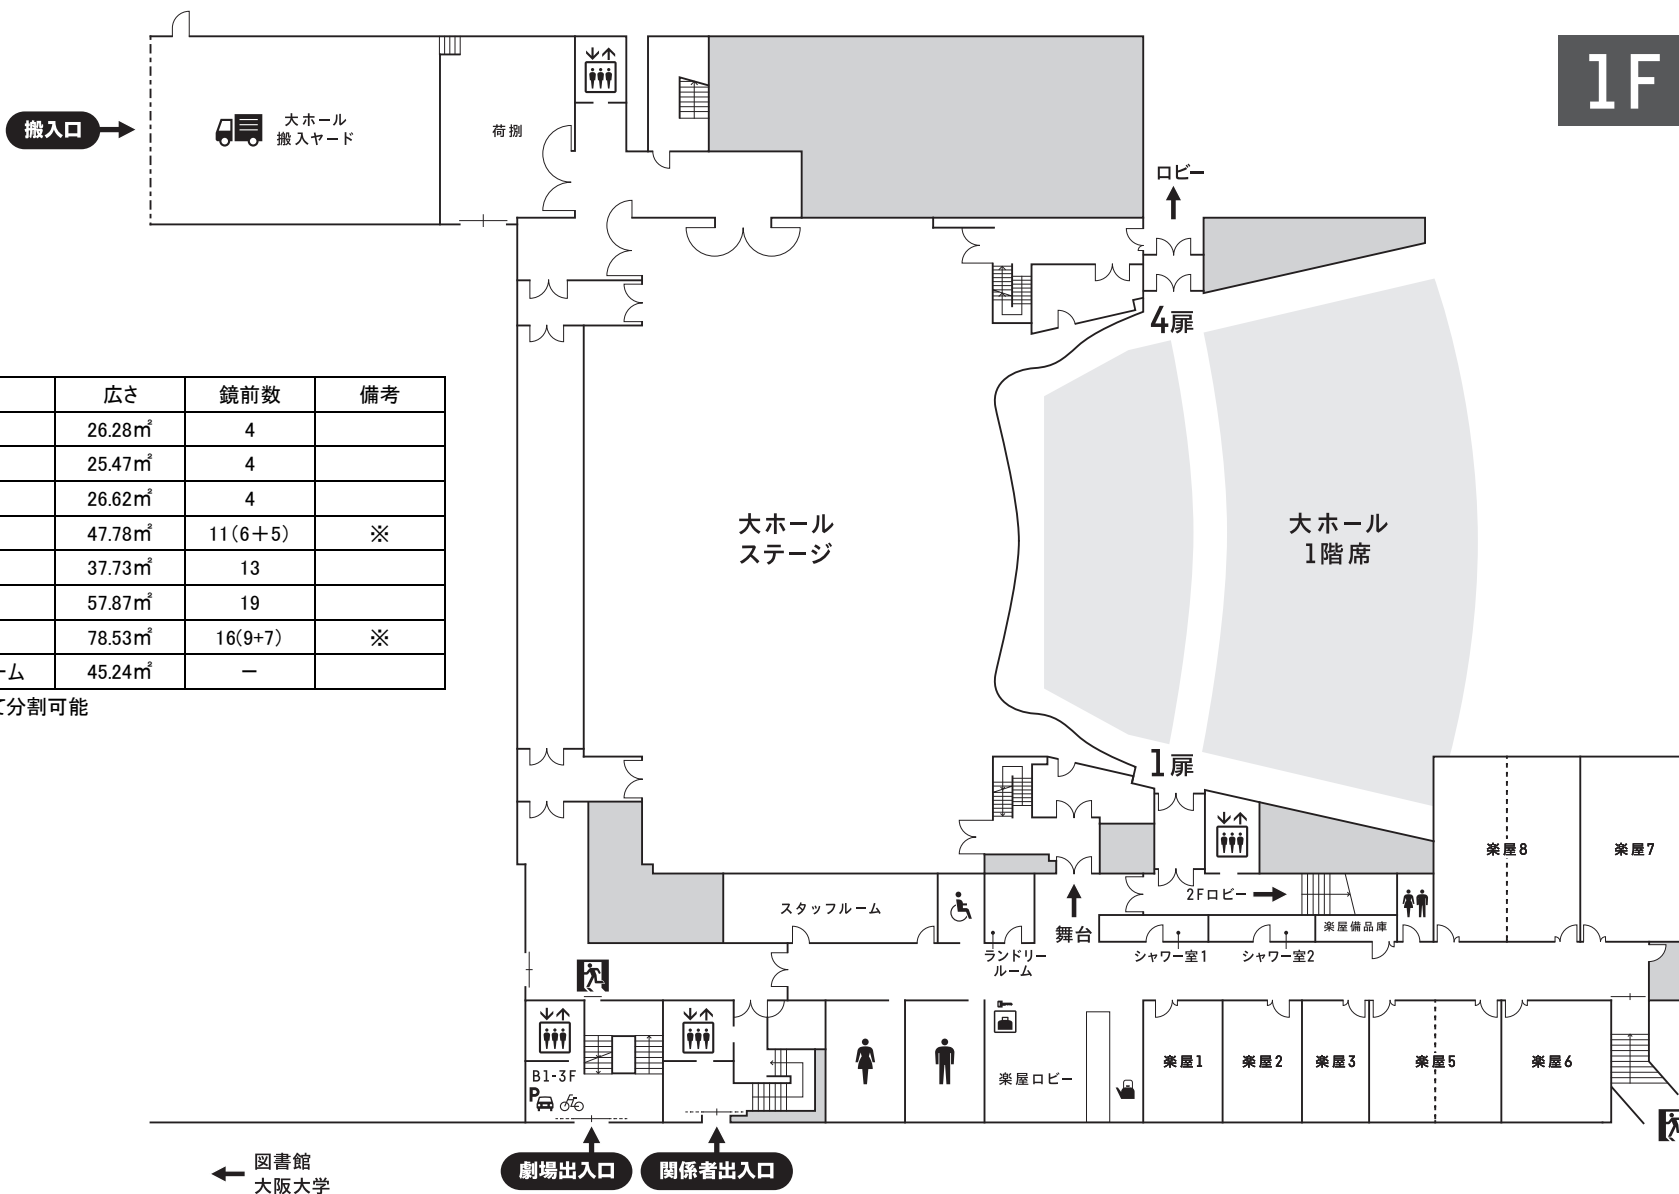 1F
搬入口
大ホール
搬入ヤード
荷捌
ロビー
4扉
広さ 鏡前数 備考
26.28㎡ 4
25.47㎡ 4
26.62㎡ 4
47.78㎡ 11(6＋5) ※
37.73㎡ 13
57.87㎡ 19
78.53㎡ 16(9+7) ※
ーム 45.24㎡ －
て分割可能
大ホール
ステージ
大ホール
1階席
1扉
楽屋8
楽屋7
2Fロビー
スタッフルーム
舞台
楽屋備品庫
ランドリー
ルーム
シャワー室1
シャワー室2
楽屋1
楽屋2
楽屋3
楽屋5
楽屋6
楽屋ロビー
B1-3F
P
劇場出入口
関係者出入口
図書館
大阪大学